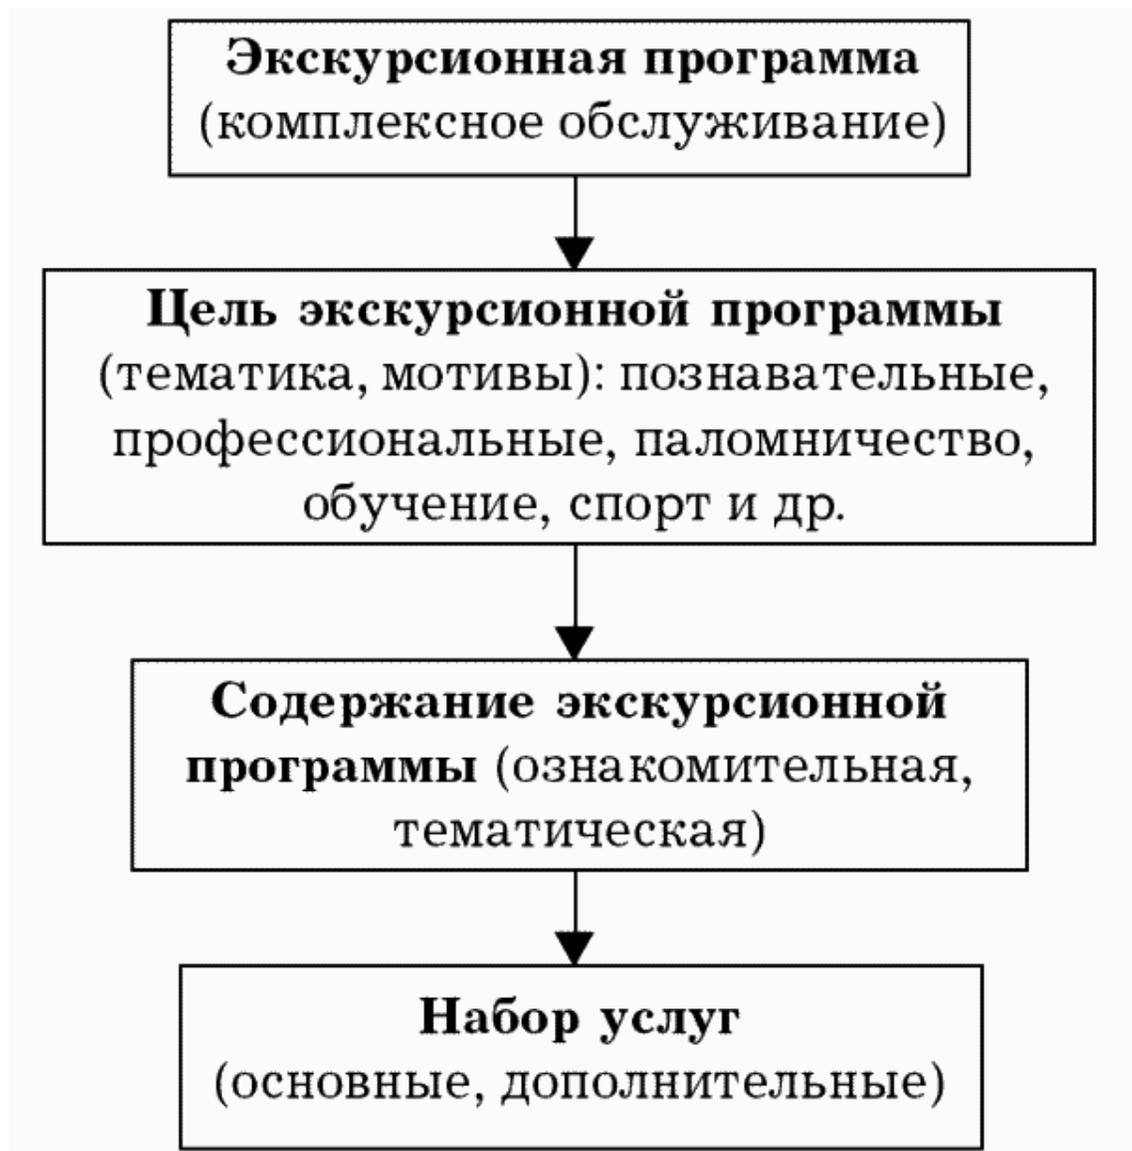 Экскурсионная программа
(комплексное обслуживание)
Цель экскурсионной программы
(тематика, мотивы): познавательные,
профессиональные, паломничество,
обучение, спорт и др.
Содержание экскурсионной
программы (ознакомительная,
тематическая)
Набор услуг
(основные, дополнительные)